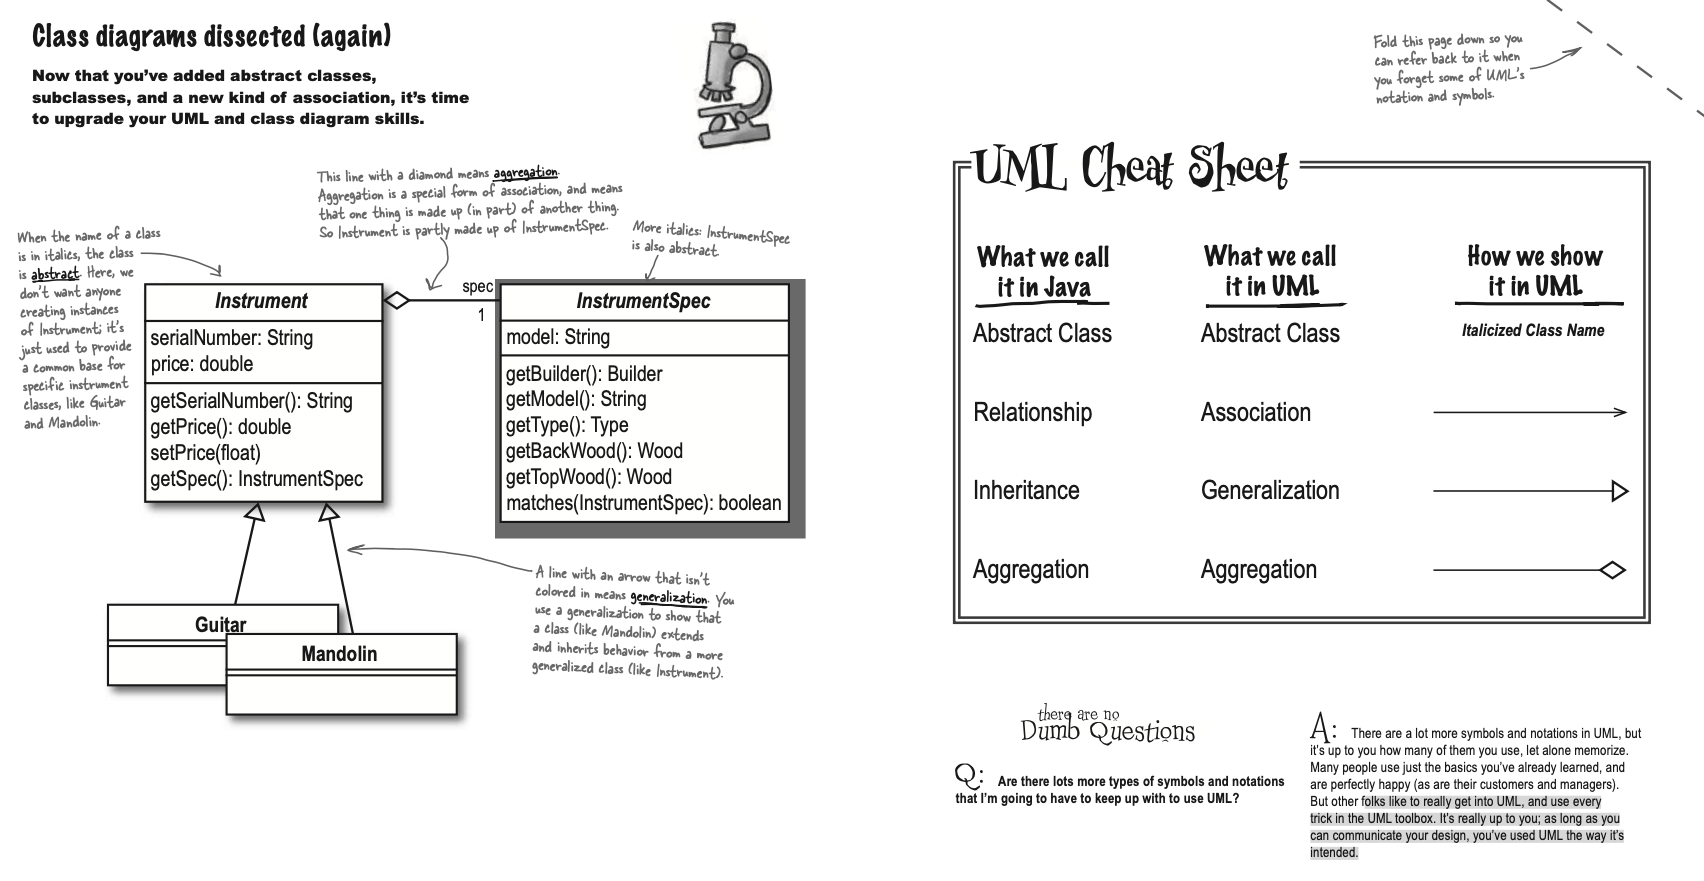 Class diagrams dissected (again)
Now that you've added abstract classes,
subclasses, and a new kind of association, it's time
to upgrade your UML and class diagram skills.
This line with a diamond means aggregation.
Aggregation is a special form of association, and means
that one thing is made up (in part) of another thing.
So Instrument is partly made up of InstrumentSpec.
More italics: InstrumentSpec
is also abstract.
When the name of a class
is in italics, the class
is abstract. Here, we
don't want anyone
creating instances
of Instrument; it's
just used to provide
a common base for
specific instrument
classes, like Guitar
and Mandolin.
Instrument
serialNumber: String
price: double
getSerialNumber(): String
getPrice(): double
setPrice(float)
getSpec(): InstrumentSpec
spec
1
InstrumentSpec
model: String
getBuilder(): Builder
getModel(): String
getType(): Type
getBackWood(): Wood
getTopWood(): Wood
matches(InstrumentSpec): boolean
Guitar
Mandolin
A line with an arrow that isn't
colored in means generalization. You
use a generalization to show that
a class (like Mandolin) extends
and inherits behavior from a more
generalized class (like Instrument).
Fold this page down so you
can refer back to it when
you forget some of UML's
notation and symbols.
UML Cheat Sheet
What we call
it in Java
What we call
it in UML
How we show
it in UML
Abstract Class
Abstract Class
Italicized Class Name
Relationship
Association
Inheritance
Generalization
Aggregation
Aggregation
there are no
Dumb Questions
Q: Are there lots more types of symbols and notations
that I'm going to have to keep up with to use UML?
A: There are a lot more symbols and notations in UML, but
it's up to you how many of them you use, let alone memorize.
Many people use just the basics you've already learned, and
are perfectly happy (as are their customers and managers).
But other folks like to really get into UML, and use every
trick in the UML toolbox. It's really up to you; as long as you
can communicate your design, you've used UML the way it's
intended.